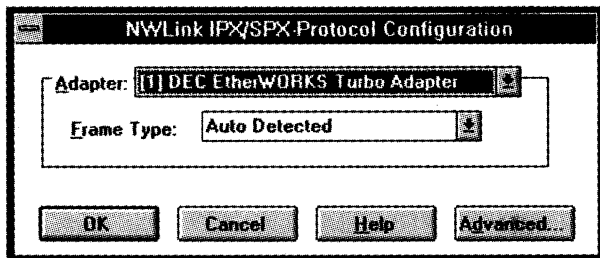 NWLink IPX/SPX Protocol Configuration
Adapter: [1] DEC EtherWORKS Turbo Adapter
Frame Type: Auto Detected
OK Cancel Help Advanced...